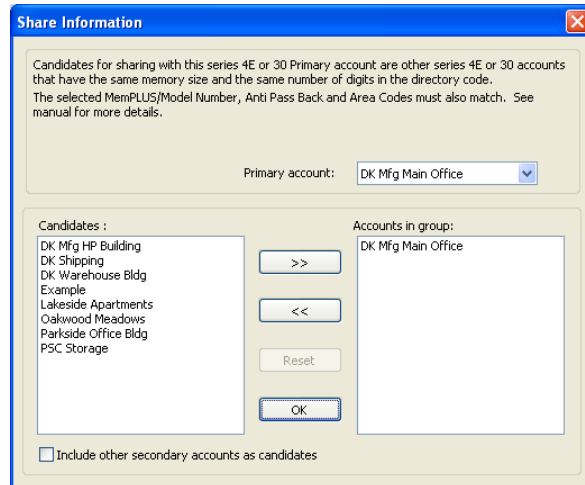 Share Information
Candidates for sharing with this series 4E or 30 Primary account are other series 4E or 30 accounts
that have the same memory size and the same number of digits in the directory code.
The selected MemPLUS/Model Number, Anti Pass Back and Area Codes must also match. See
manual for more details.
Primary account: DK Mfg Main Office
Candidates :
DK Mfg HP Building
DK Shipping
DK Warehouse Bldg
Example
Lakeside Apartments
Oakwood Meadows
Parkside Office Bldg
PSC Storage
>>
<<
Reset
OK
Accounts in group:
DK Mfg Main Office
Include other secondary accounts as candidates